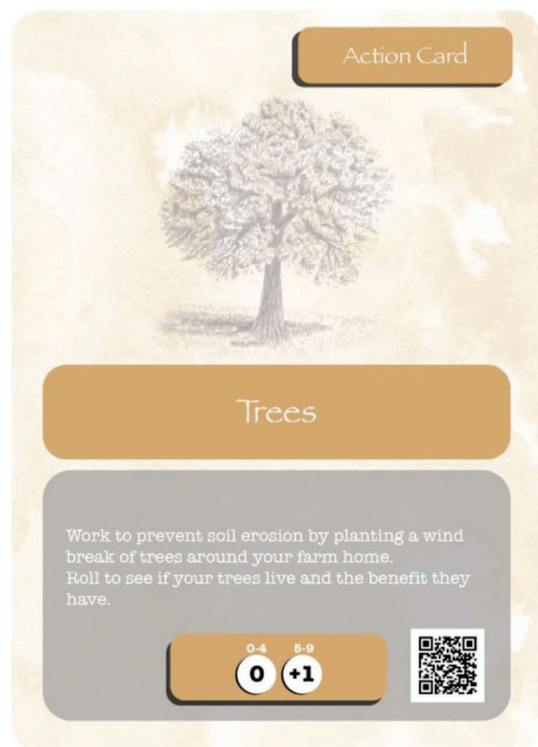 Action Card
Trees
Work to prevent soil erosion by planting a wind
break of trees around your farm home.
Roll to see if your trees live and the benefit they
have.
0-4 5-9
0 +1